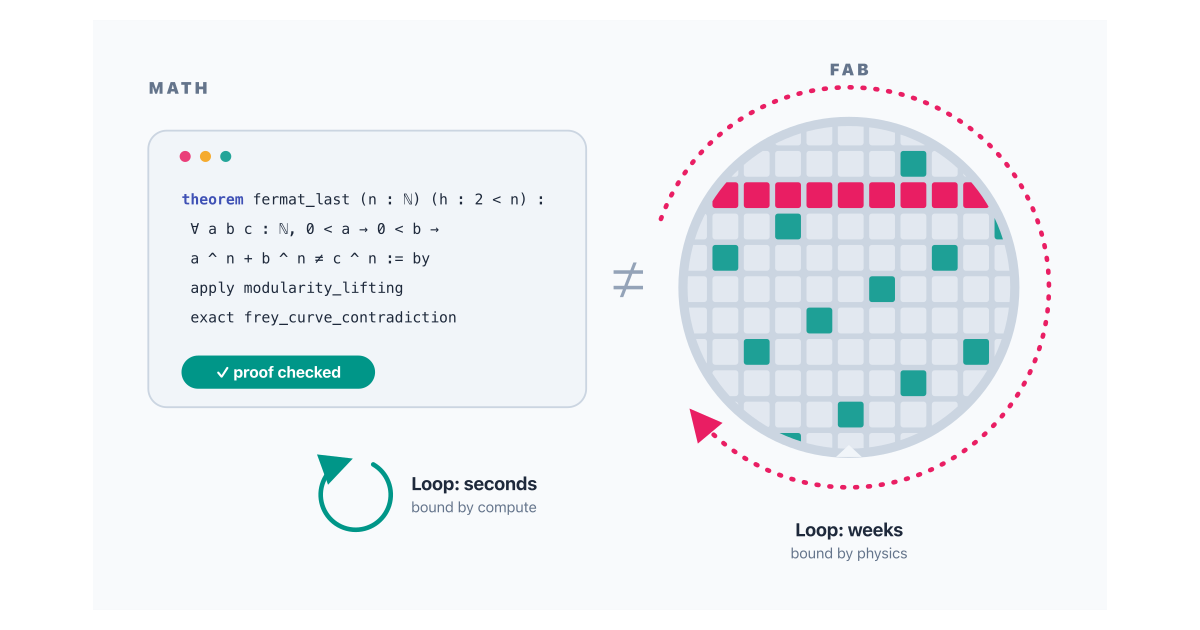 MATH
theorem fermat_last (n : ℕ) (h : 2 < n) :
∀ a b c : ℕ, 0 < a → 0 < b →
a ^ n + b ^ n ≠ c ^ n := by
apply modularity_lifting
exact frey_curve_contradiction
✓ proof checked
Loop: seconds
bound by compute
≠
FAB
Loop: weeks
bound by physics